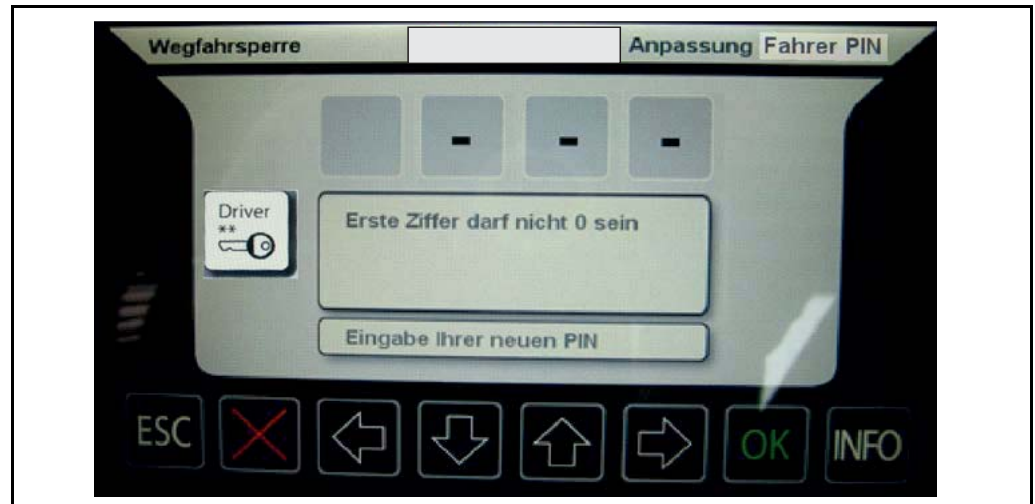 Wegfahrsperre Anpassung Fahrer PIN
- - -
Driver
**
Erste Ziffer darf nicht 0 sein
Eingabe Ihrer neuen PIN
ESC OK INFO